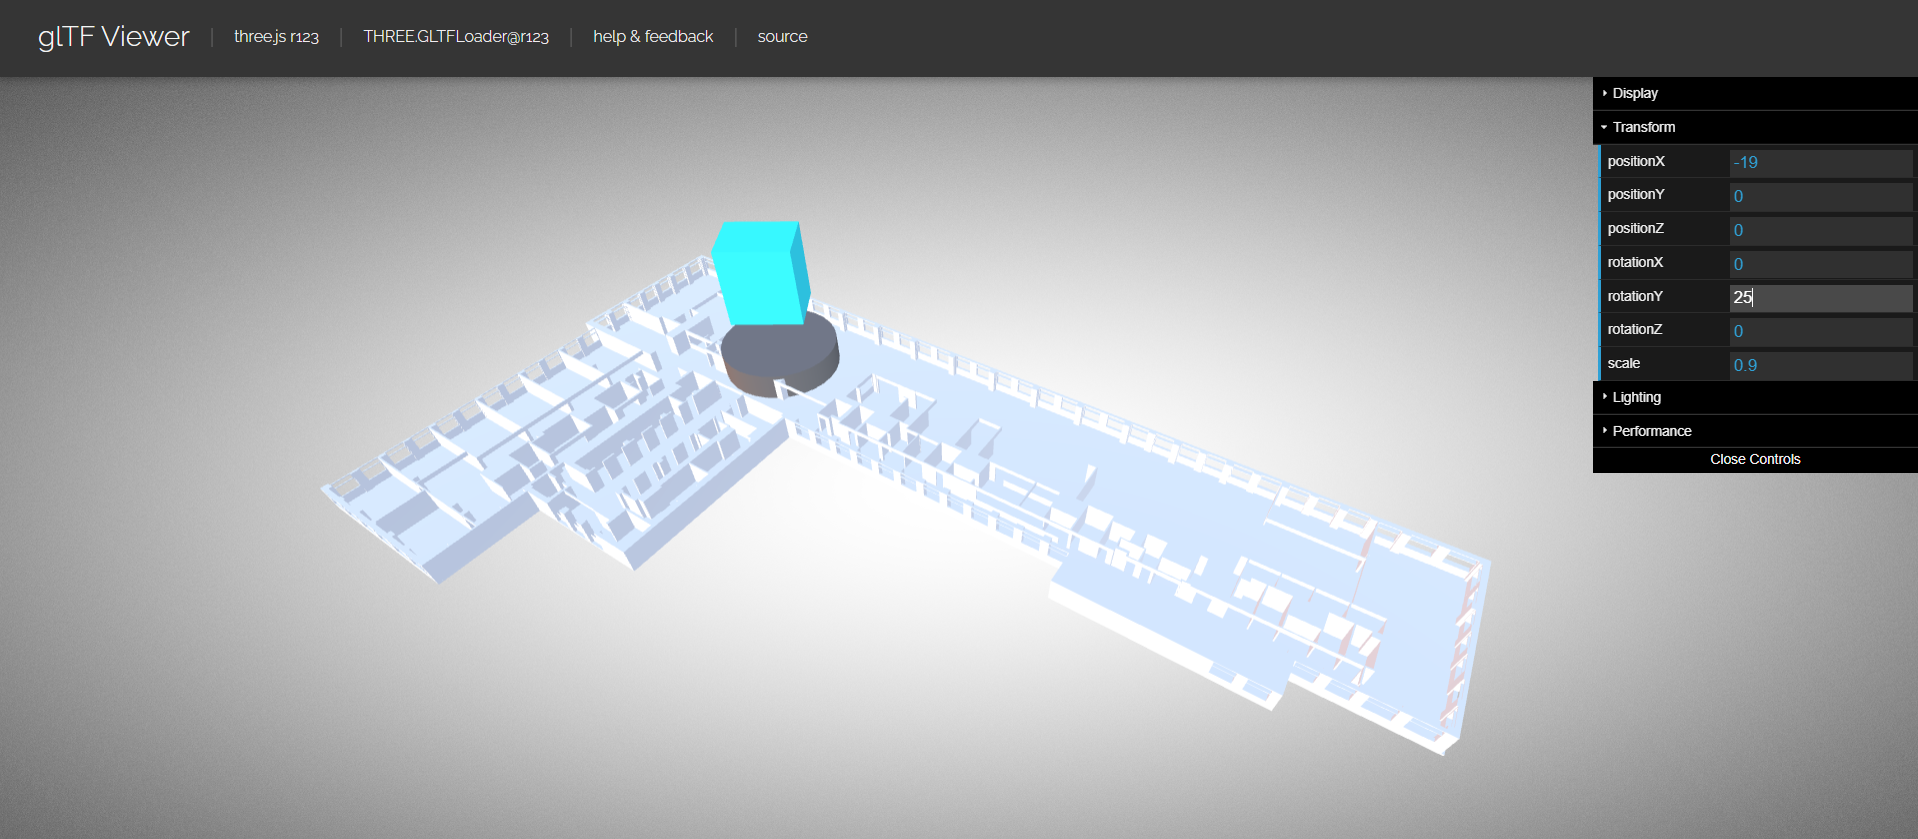 glTF Viewer | three.js r123 | THREE.GLTFLoader@r123 | help & feedback | source
Display
Transform
positionX -19
positionY 0
positionZ 0
rotationX 0
rotationY 25
rotationZ 0
scale 0.9
Lighting
Performance
Close Controls